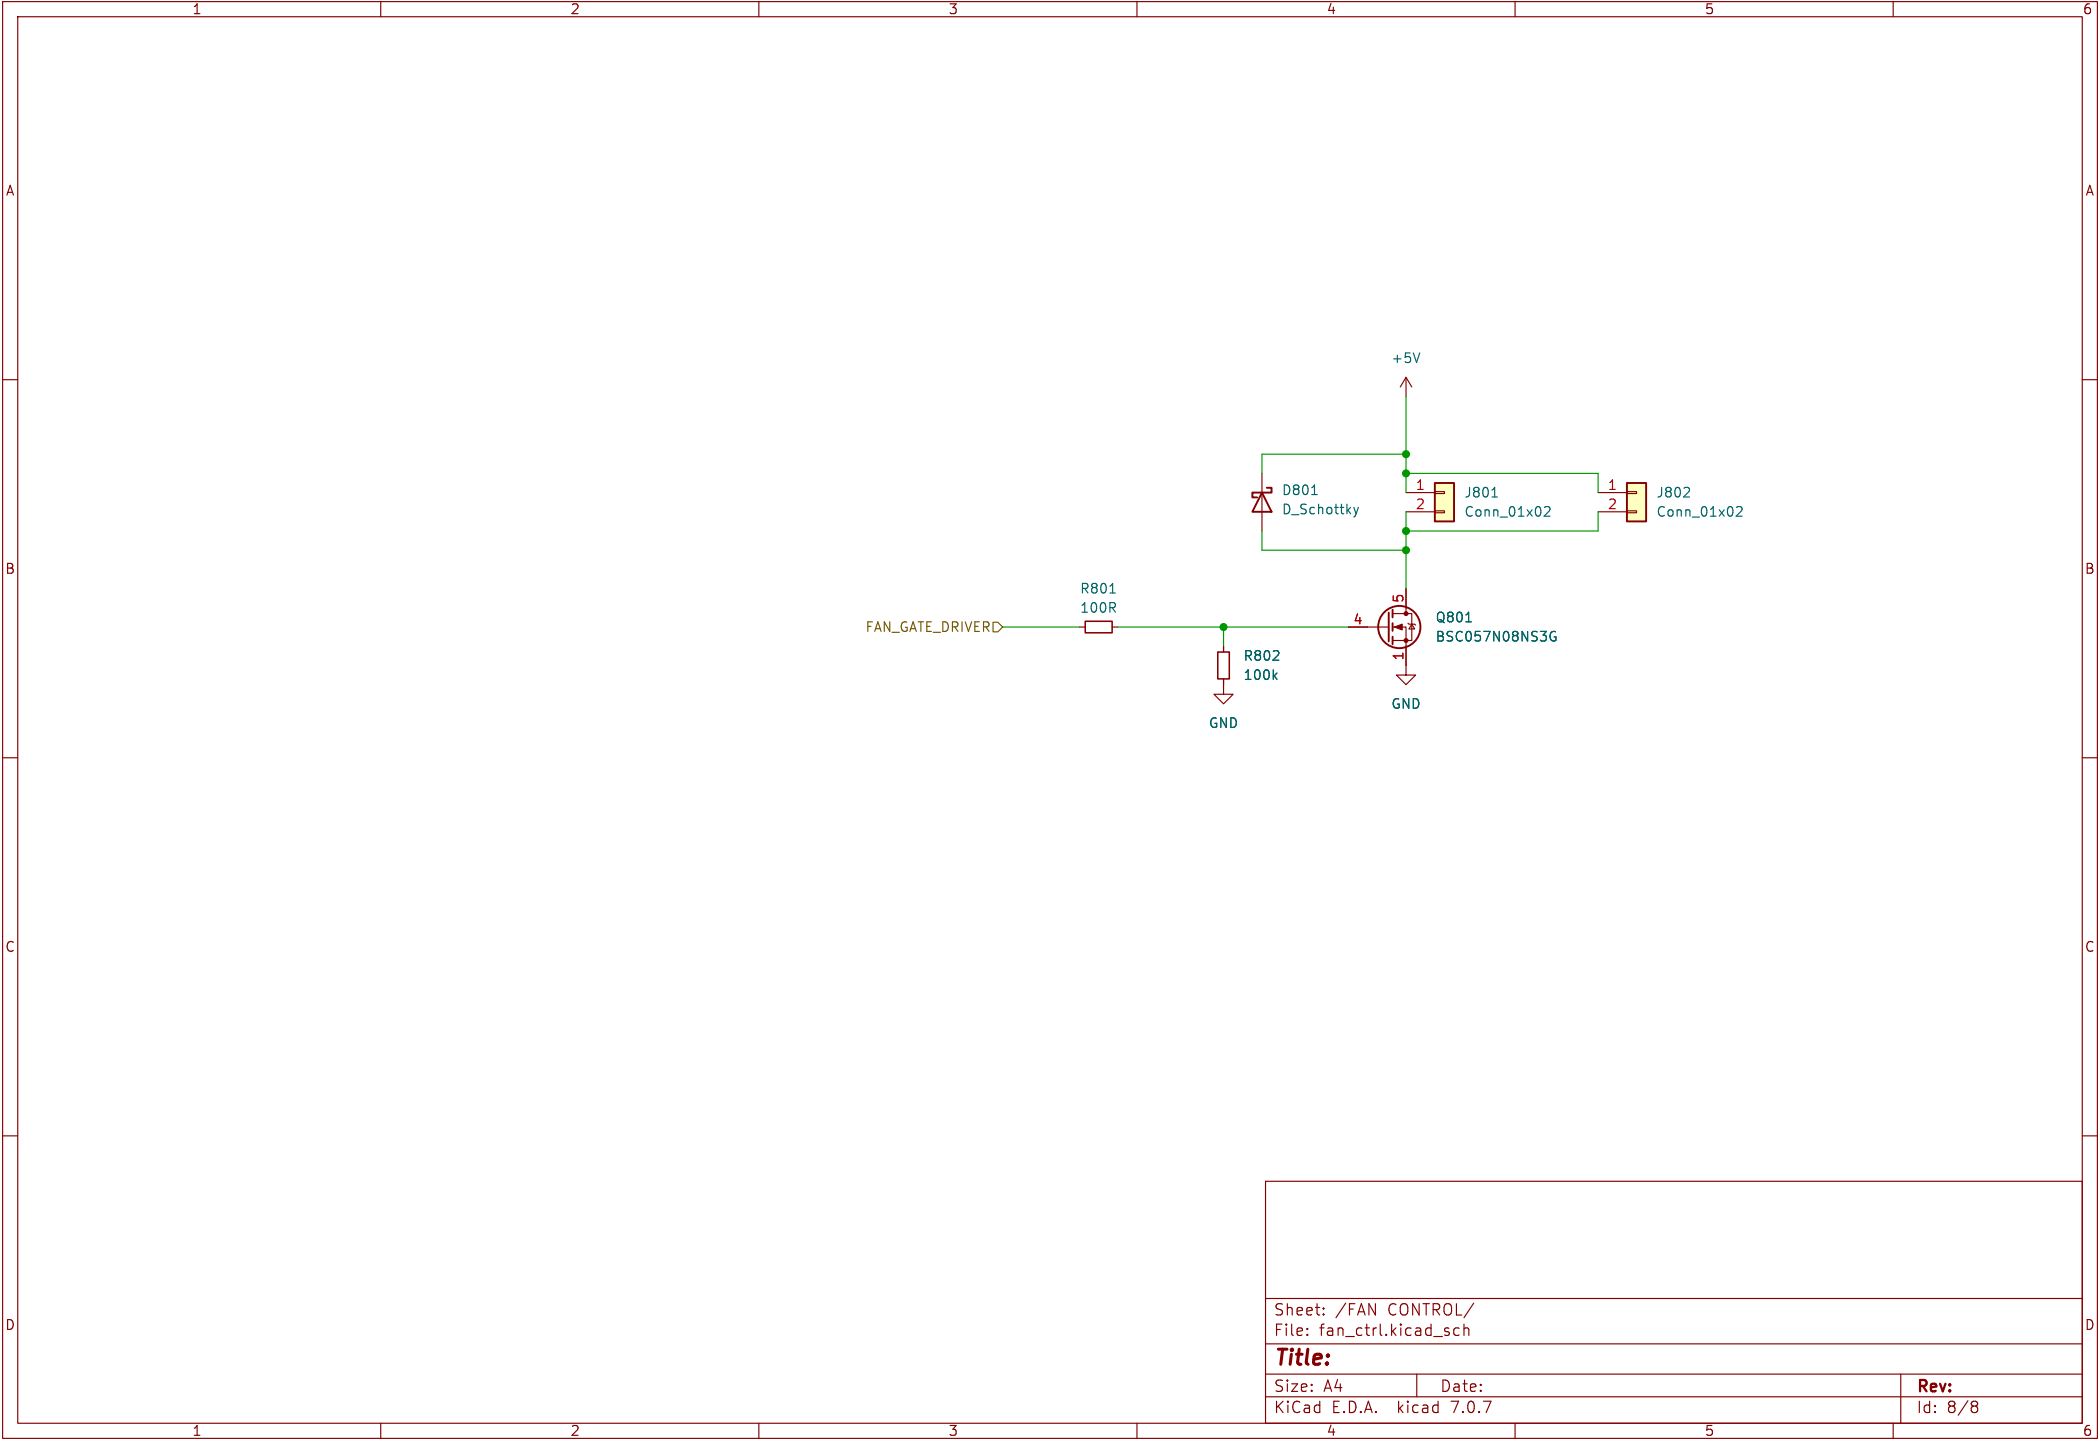 1 2 3 4 5 6
A A
+5V
D801
D_Schottky
1
2
J801
Conn_01x02
1
2
J802
Conn_01x02
B B
R801
100R
FAN_GATE_DRIVER
4
5
1
Q801
BSC057N08NS3G
R802
100k
GND
GND
C C
D D
Sheet: /FAN CONTROL/
File: fan_ctrl.kicad_sch
Title:
Size: A4 Date: Rev:
KiCad E.D.A. kicad 7.0.7 Id: 8/8
1 2 3 4 5 6